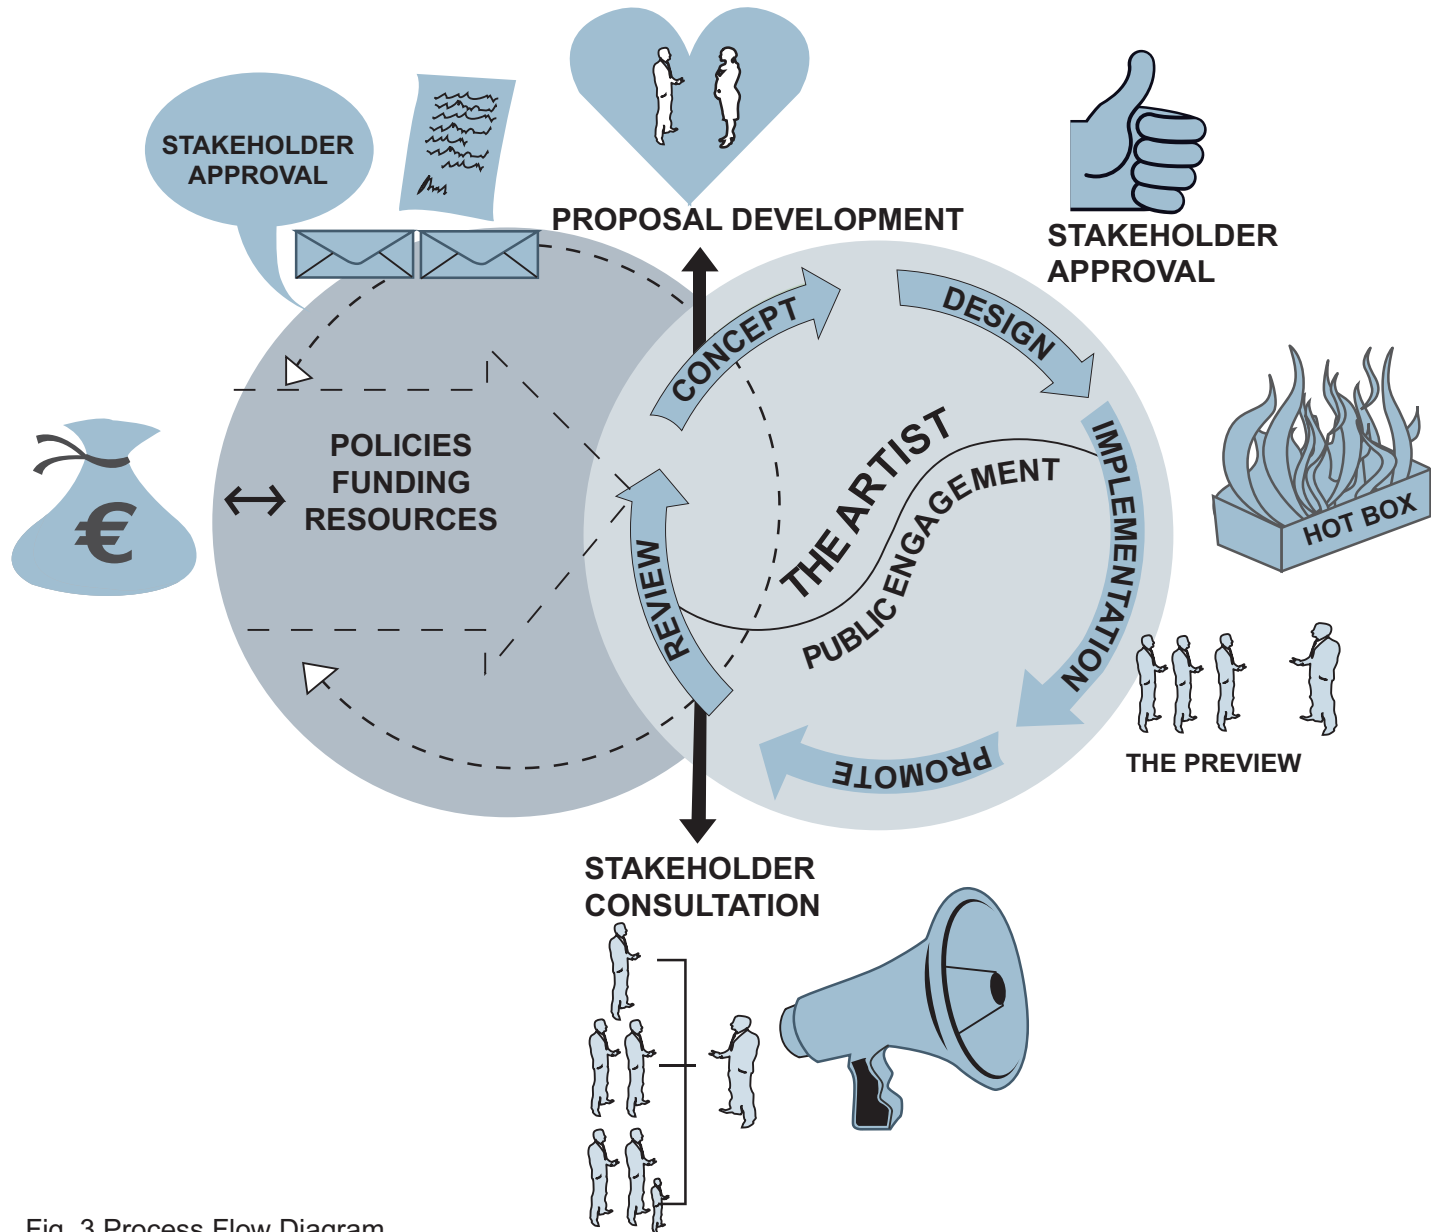 STAKEHOLDER
APPROVAL
PROPOSAL DEVELOPMENT
STAKEHOLDER
APPROVAL
CONCEPT
DESIGN
IMPLEMENTATION
PROMOTE
REVIEW
THE ARTIST
PUBLIC ENGAGEMENT
POLICIES
FUNDING
RESOURCES
€
HOT BOX
THE PREVIEW
STAKEHOLDER
CONSULTATION
Fig. 3 Process Flow Diagram